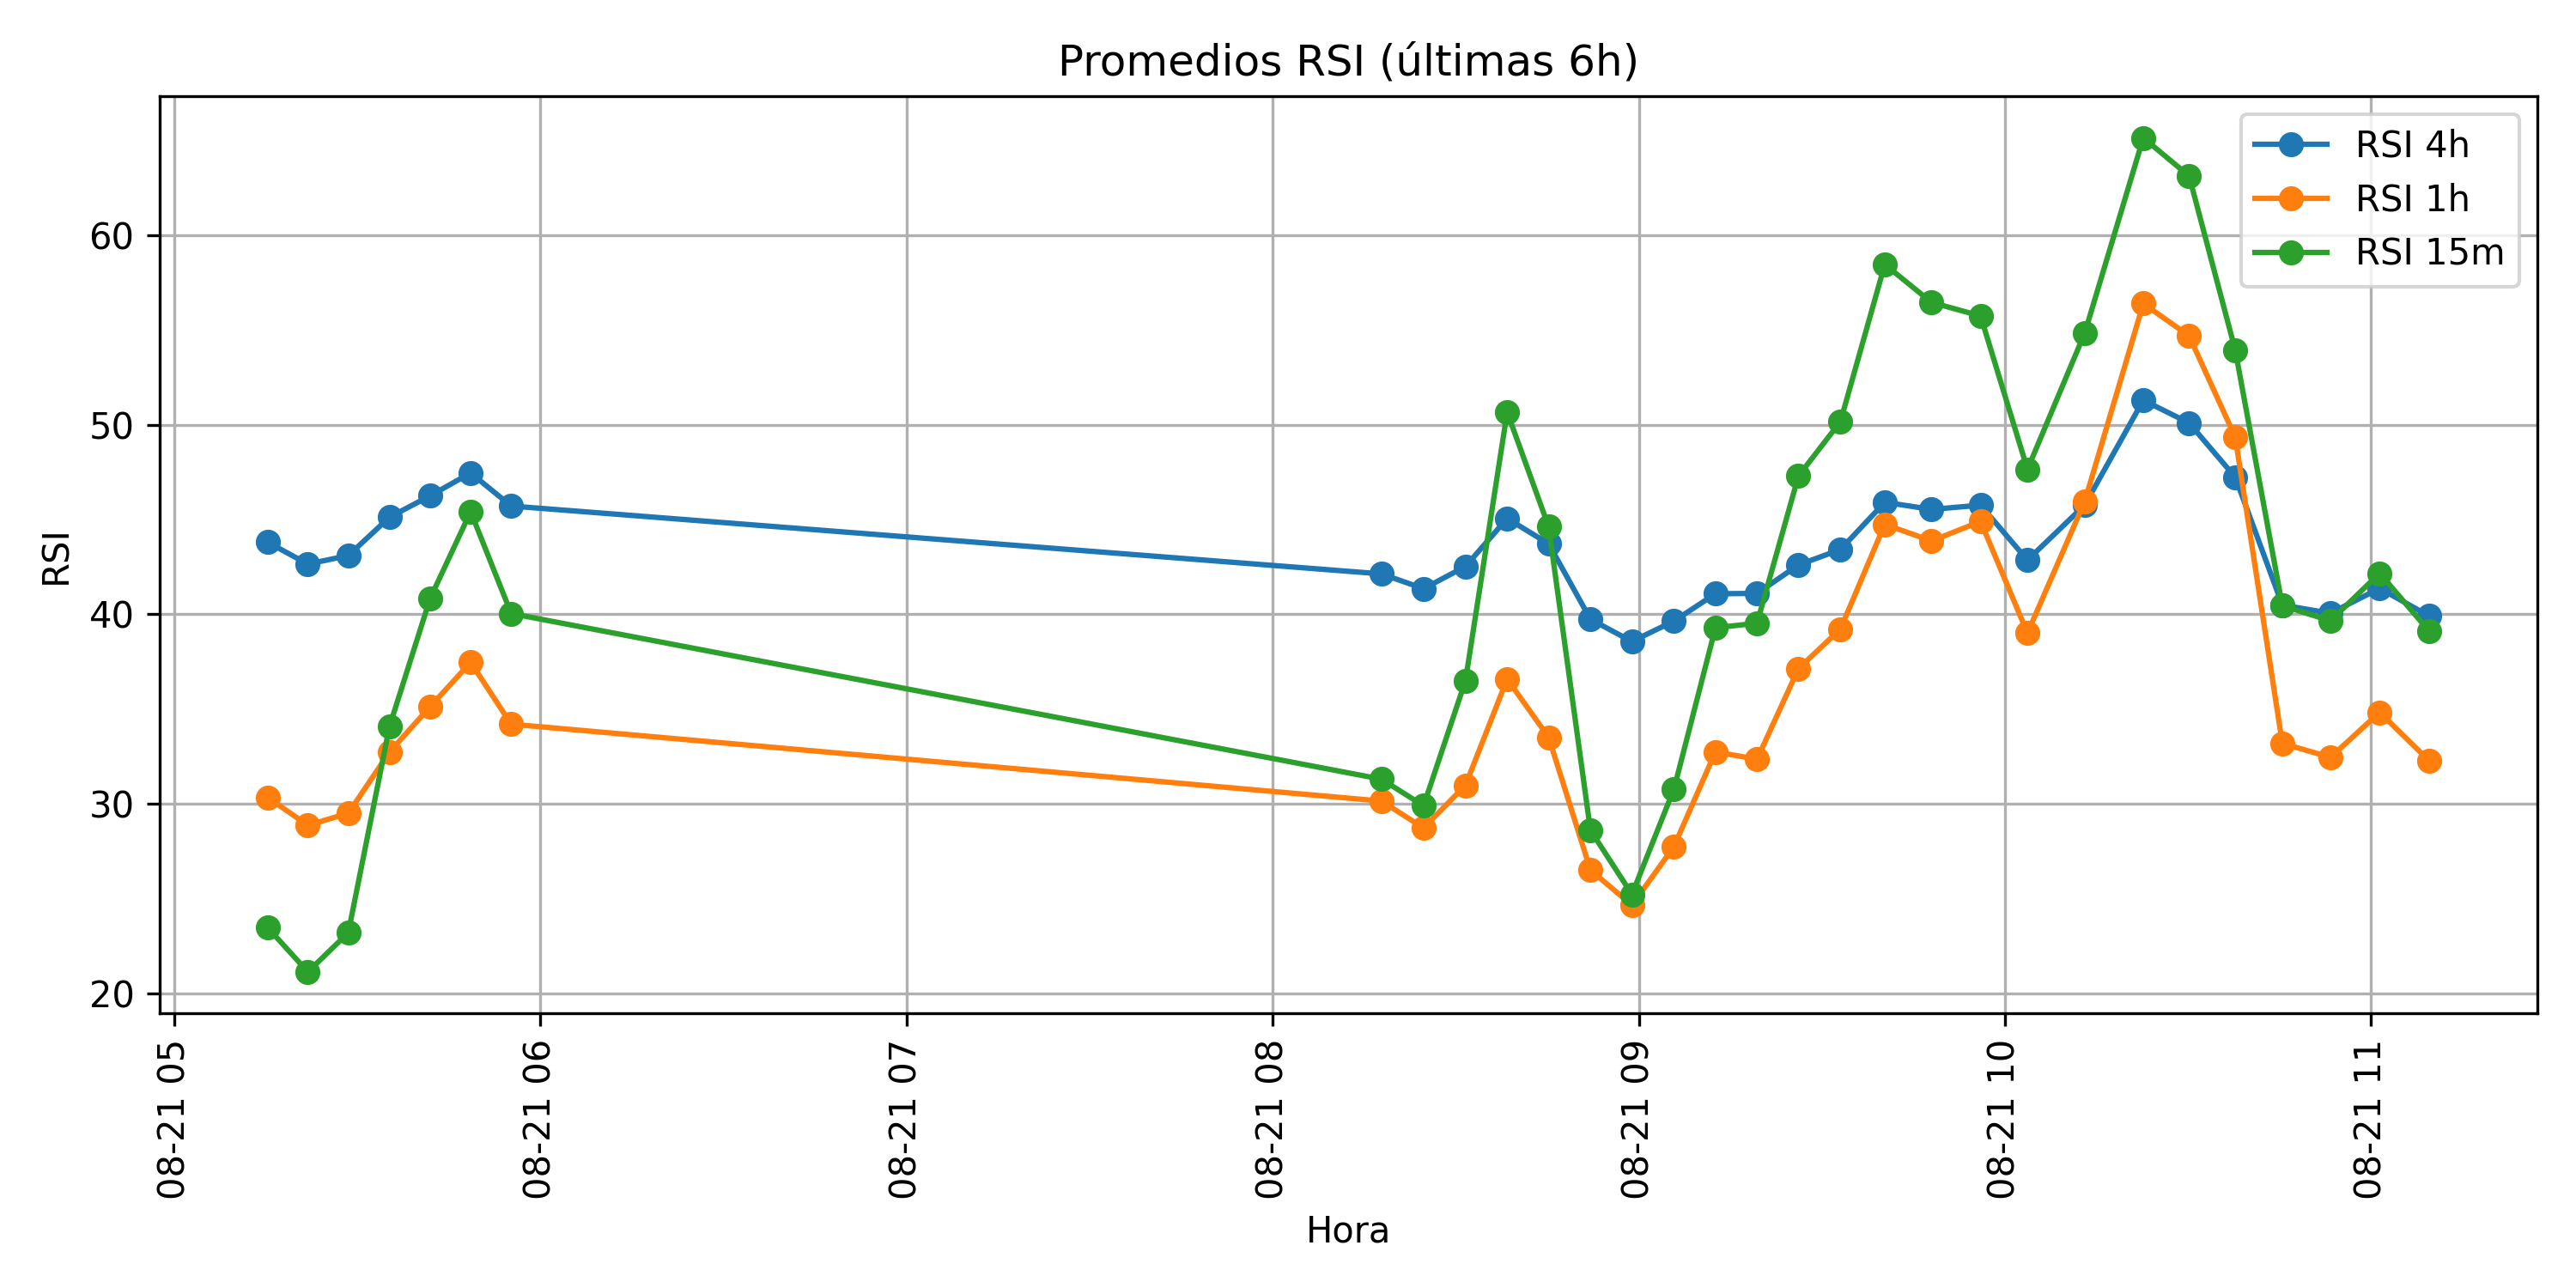 Promedios RSI (últimas 6h)
RSI 4h
RSI 1h
RSI 15m
60
50
40
30
20
RSI
08-21 05
08-21 06
08-21 07
08-21 08
08-21 09
08-21 10
08-21 11
Hora